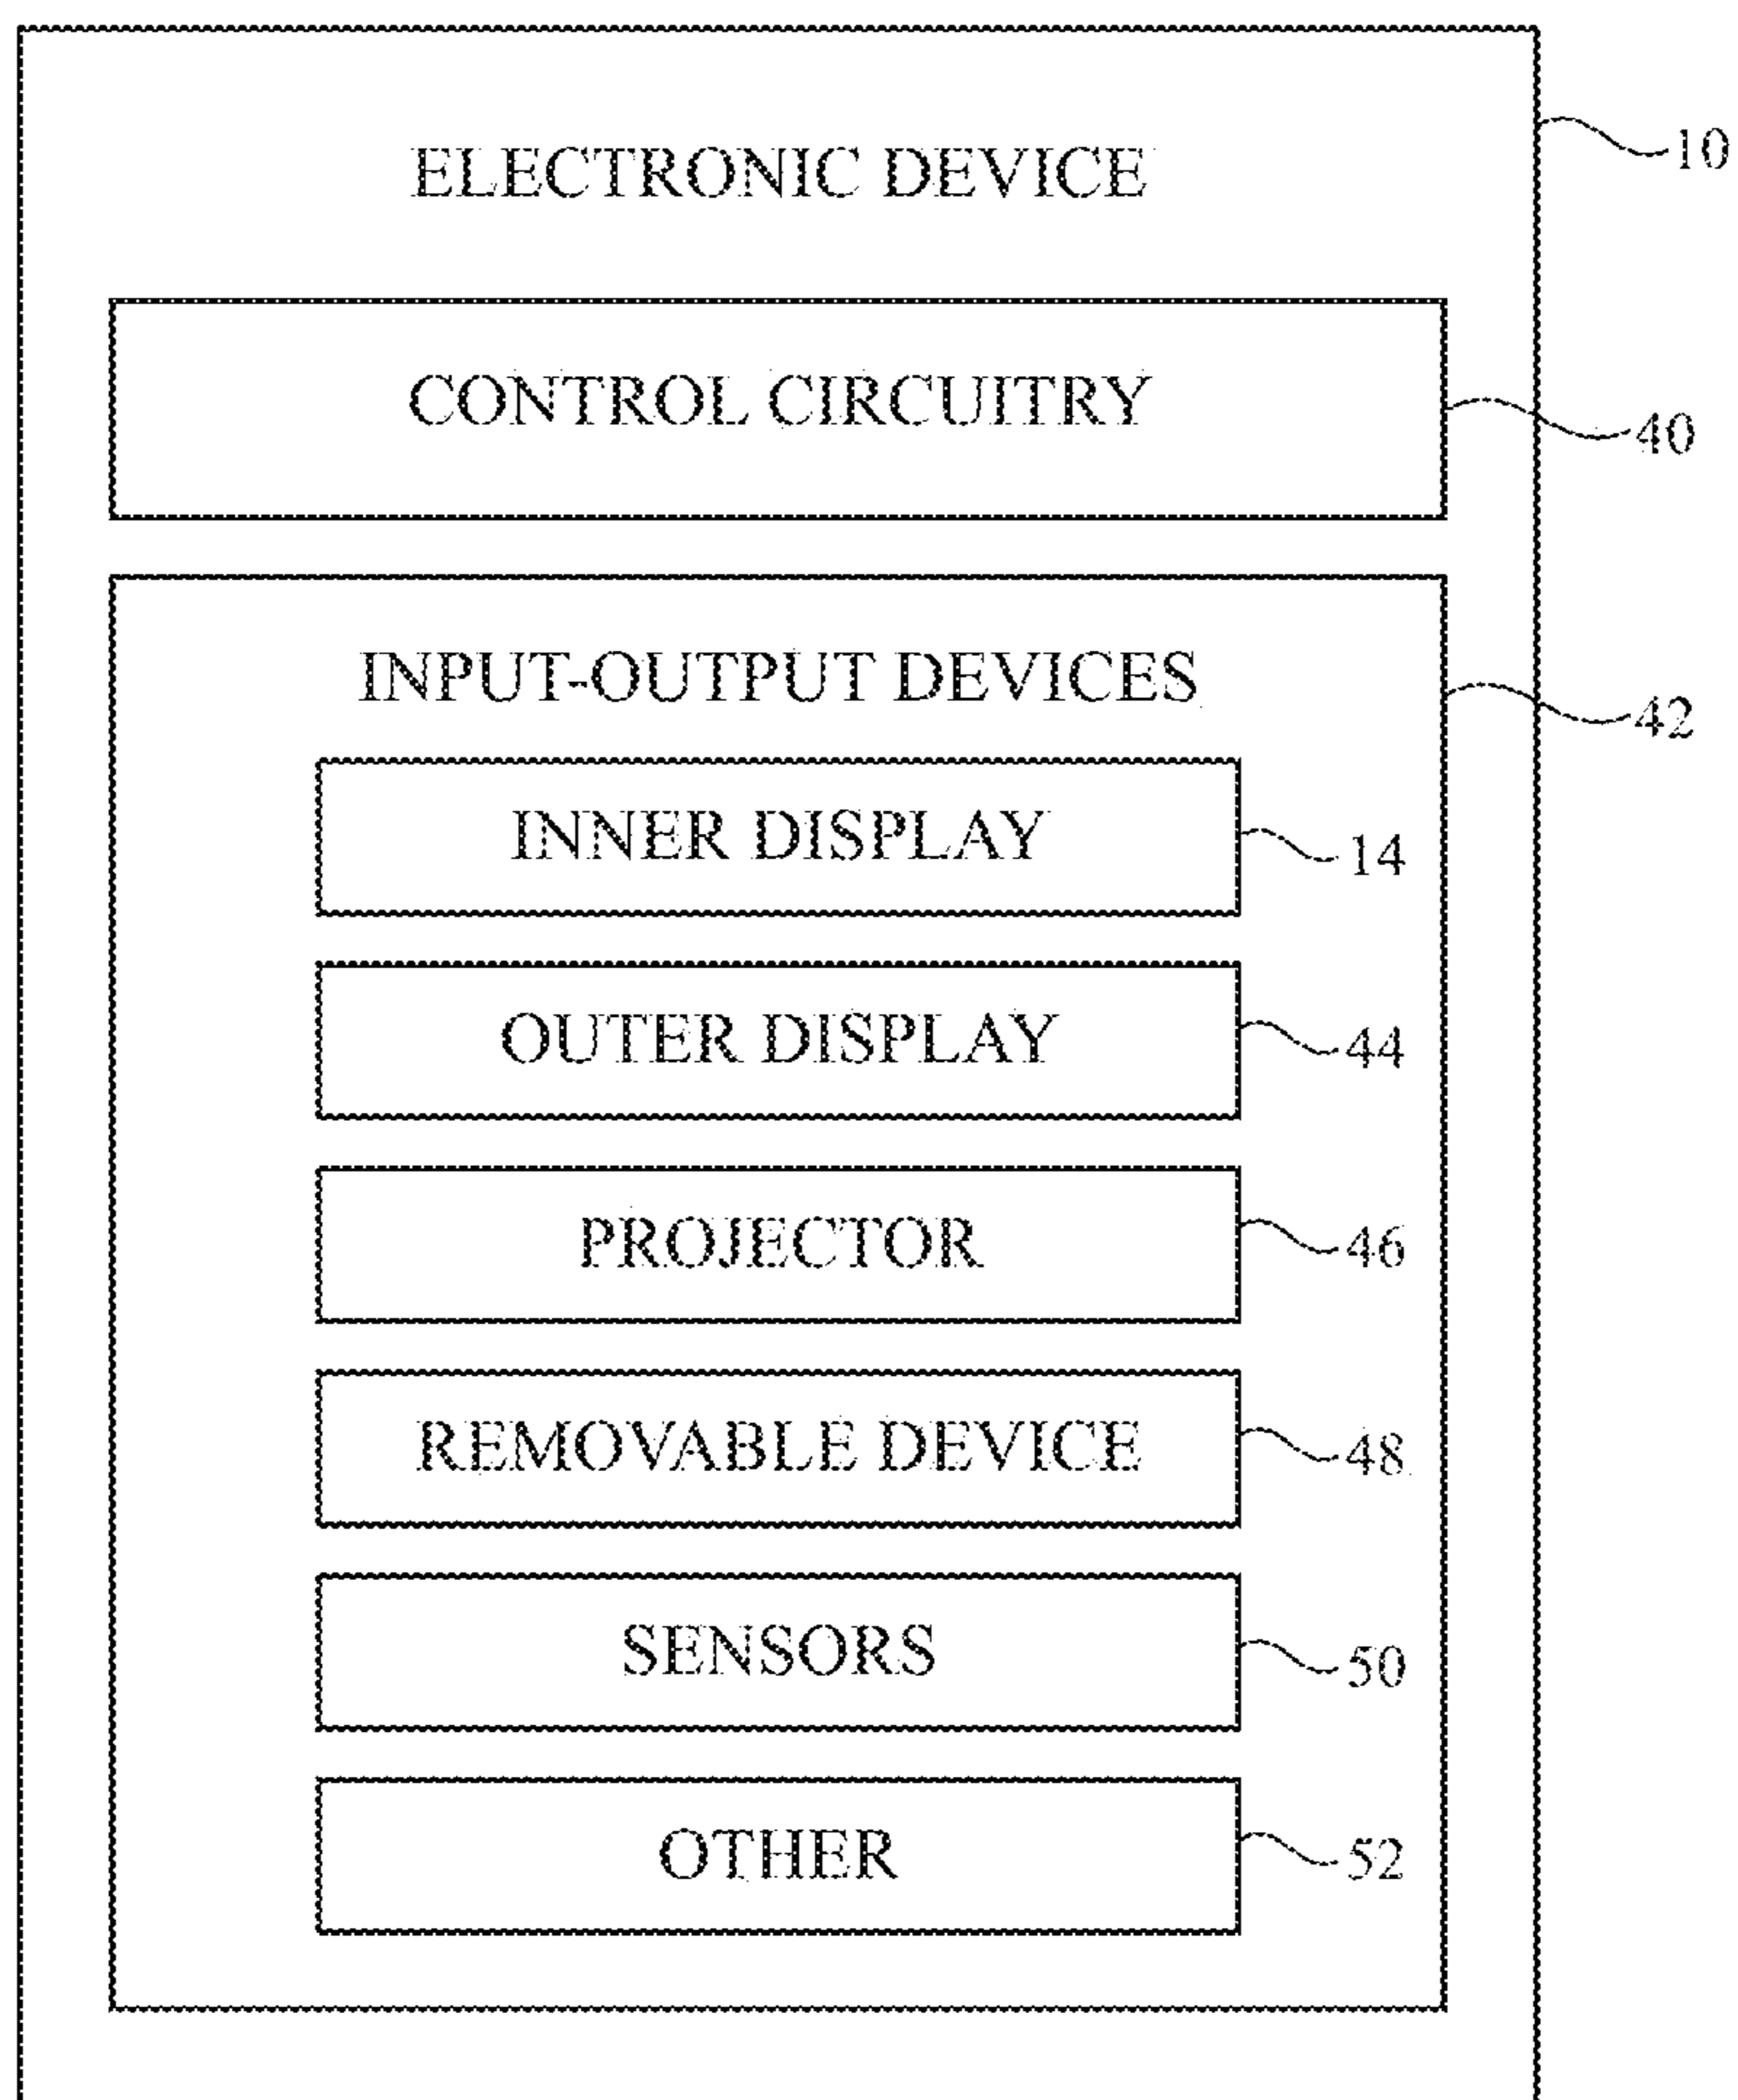 ELECTRONIC DEVICE
10
CONTROL CIRCUITRY
40
INPUT-OUTPUT DEVICES
42
INNER DISPLAY
14
OUTER DISPLAY
44
PROJECTOR
46
REMOVABLE DEVICE
48
SENSORS
50
OTHER
52